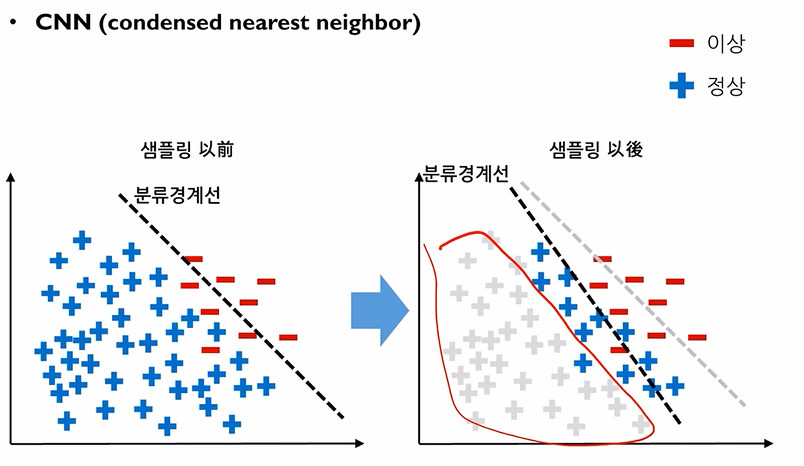 • CNN (condensed nearest neighbor)
이상
정상
샘플링 以前
분류경계선
샘플링 以後
분류경계선